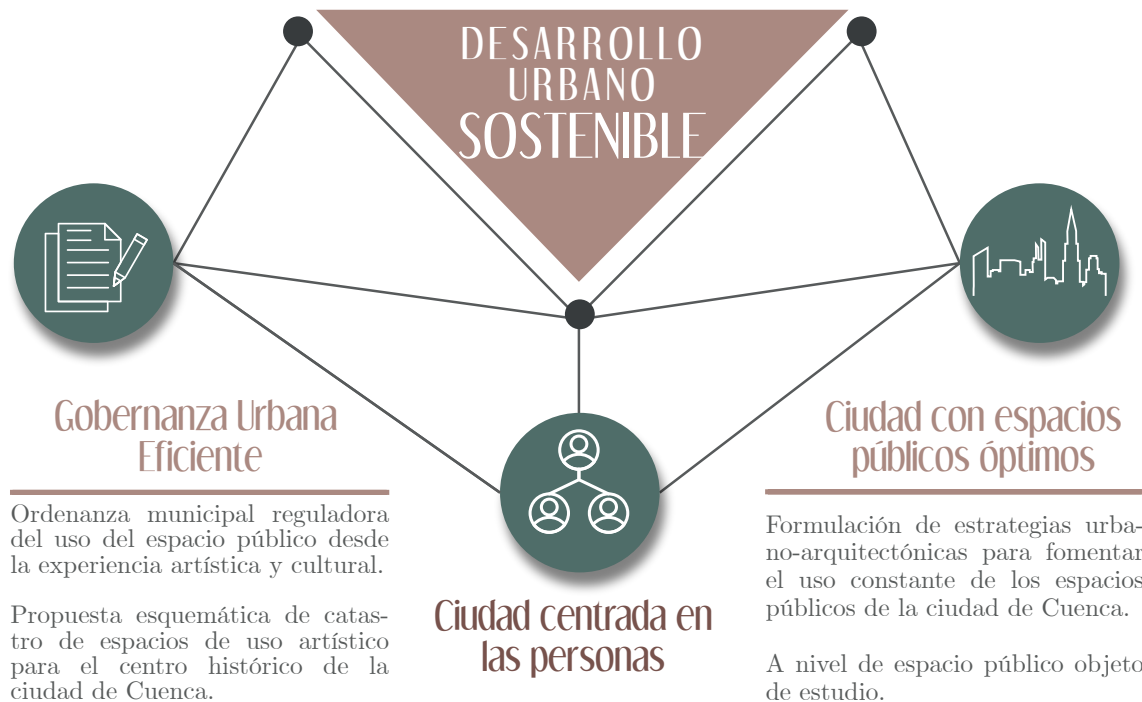 DESARROLLO
URBANO
SOSTENIBLE
Gobernanza Urbana
Eficiente
Ordenanza municipal reguladora
del uso del espacio público desde
la experiencia artística y cultural.
Propuesta esquemática de catas-
tro de espacios de uso artístico
para el centro histórico de la
ciudad de Cuenca.
Ciudad centrada en
las personas
Ciudad con espacios
públicos óptimos
Formulación de estrategias urba-
no-arquitectónicas para fomentar
el uso constante de los espacios
públicos de la ciudad de Cuenca.
A nivel de espacio público objeto
de estudio.